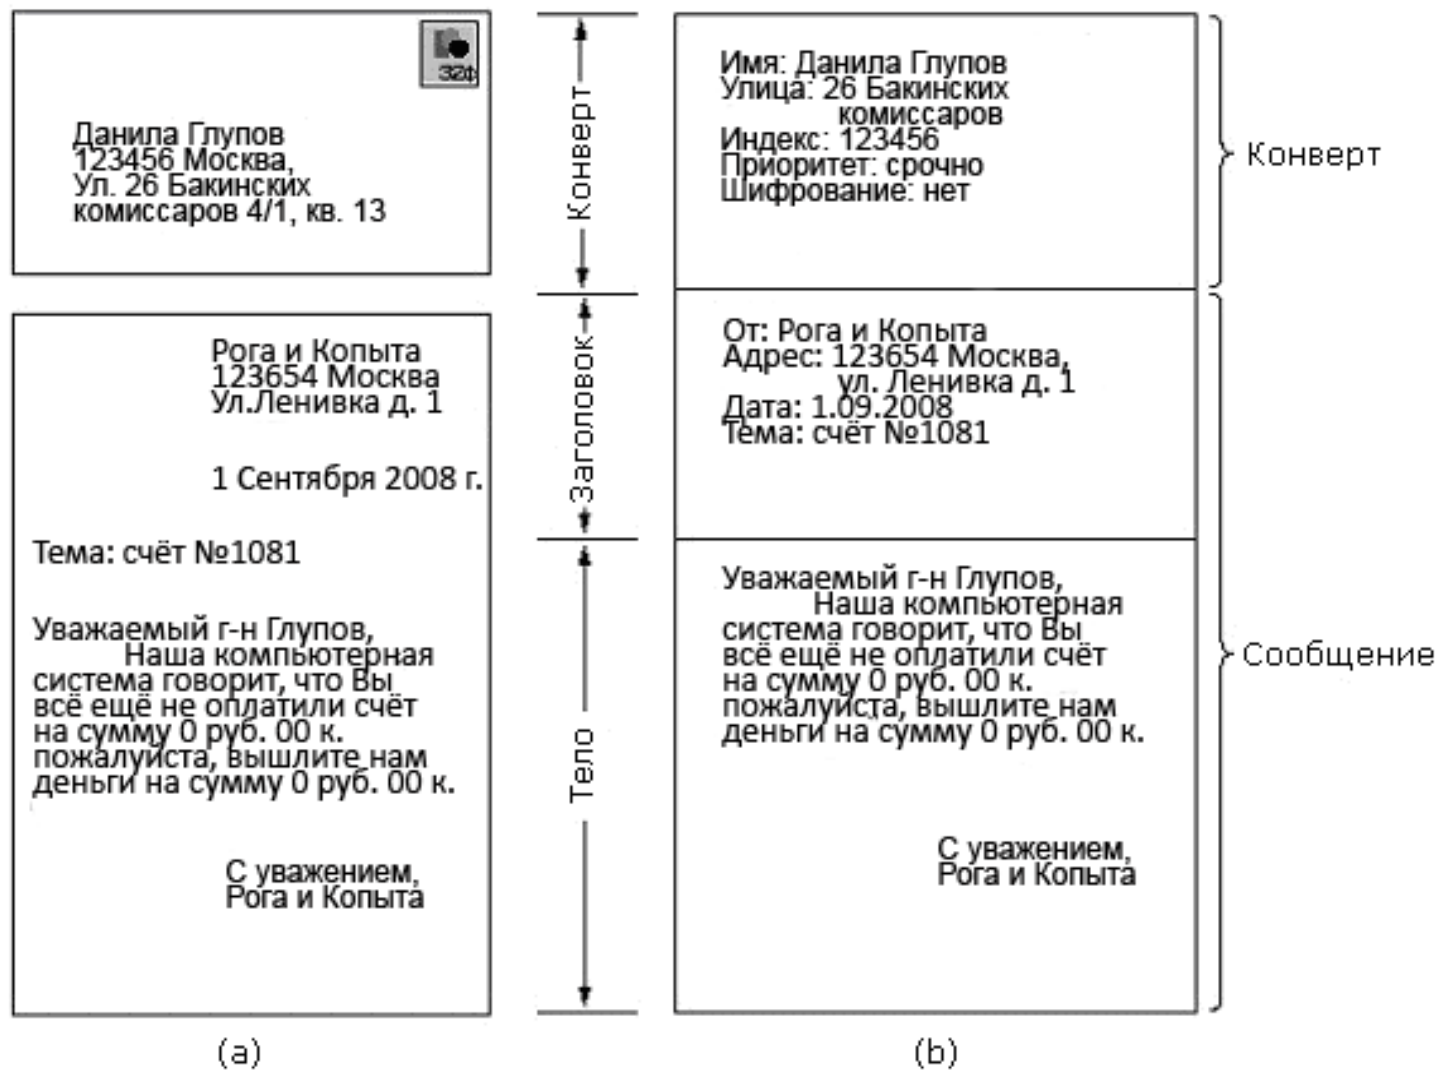 32¢
Данила Глупов
123456 Москва,
Ул. 26 Бакинских
комиссаров 4/1, кв. 13
Рога и Копыта
123654 Москва
Ул.Ленивка д. 1
1 Сентября 2008 г.
Тема: счёт №1081
Уважаемый г-н Глупов,
Наша компьютерная
система говорит, что Вы
всё ещё не оплатили счёт
на сумму 0 руб. 00 к.
пожалуйста, вышлите нам
деньги на сумму 0 руб. 00 к.
С уважением,
Рога и Копыта
(a)
Конверт
Заголовок
Тело
Имя: Данила Глупов
Улица: 26 Бакинских
комиссаров
Индекс: 123456
Приоритет: срочно
Шифрование: нет
От: Рога и Копыта
Адрес: 123654 Москва,
ул. Ленивка д. 1
Дата: 1.09.2008
Тема: счёт №1081
Уважаемый г-н Глупов,
Наша компьютерная
система говорит, что Вы
всё ещё не оплатили счёт
на сумму 0 руб. 00 к.
пожалуйста, вышлите нам
деньги на сумму 0 руб. 00 к.
С уважением,
Рога и Копыта
(b)
Конверт
Сообщение